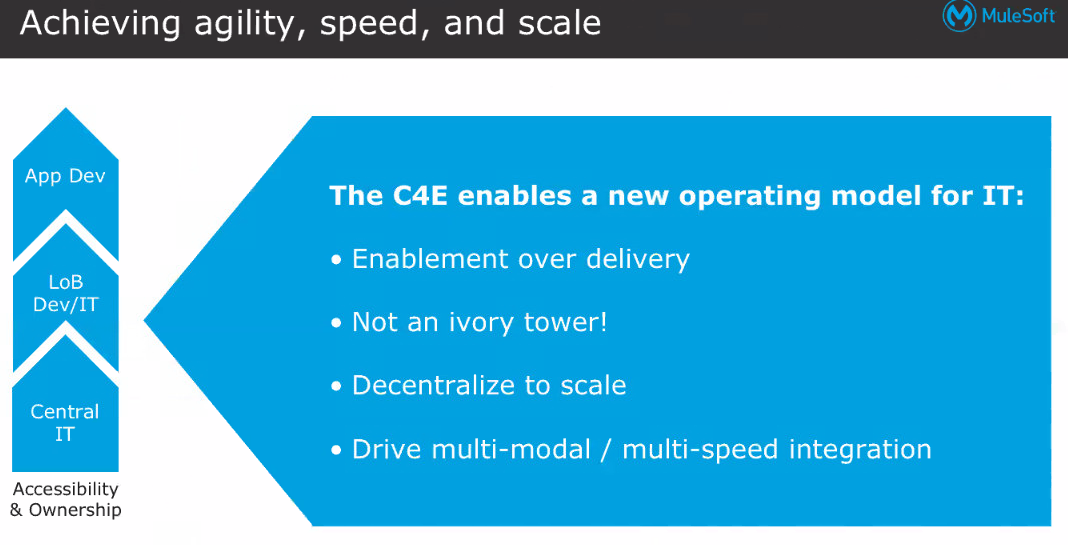 Achieving agility, speed, and scale
MuleSoft
App Dev
LoB
Dev/IT
Central
IT
Accessibility
& Ownership
The C4E enables a new operating model for IT:
• Enablement over delivery
• Not an ivory tower!
• Decentralize to scale
• Drive multi-modal / multi-speed integration